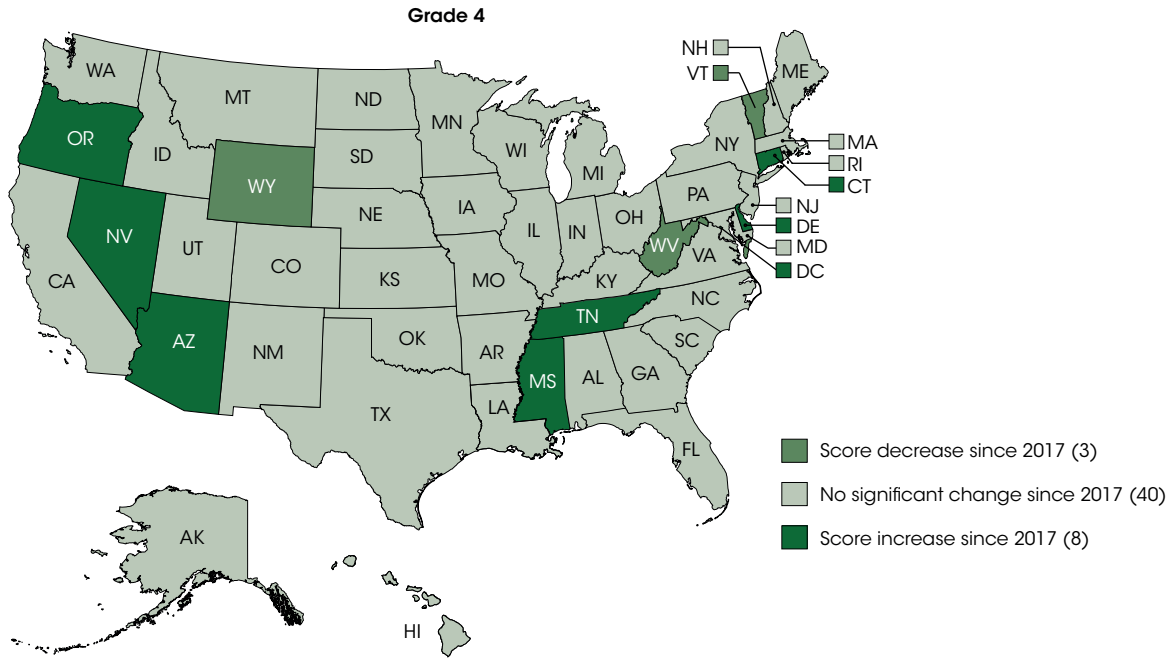 Grade 4
NH
VT
ME
WA
MT
ND
MN
OR
ID
SD
WI
MI
NY
MA
RI
CT
WY
PA
NJ
NE
IA
OH
DE
NV
UT
IL
IN
WV
MD
CO
VA
DC
CA
KS
MO
KY
NC
TN
AZ
NM
OK
AR
SC
MS
AL
GA
TX
LA
FL
Score decrease since 2017 (3)
No significant change since 2017 (40)
Score increase since 2017 (8)
AK
HI